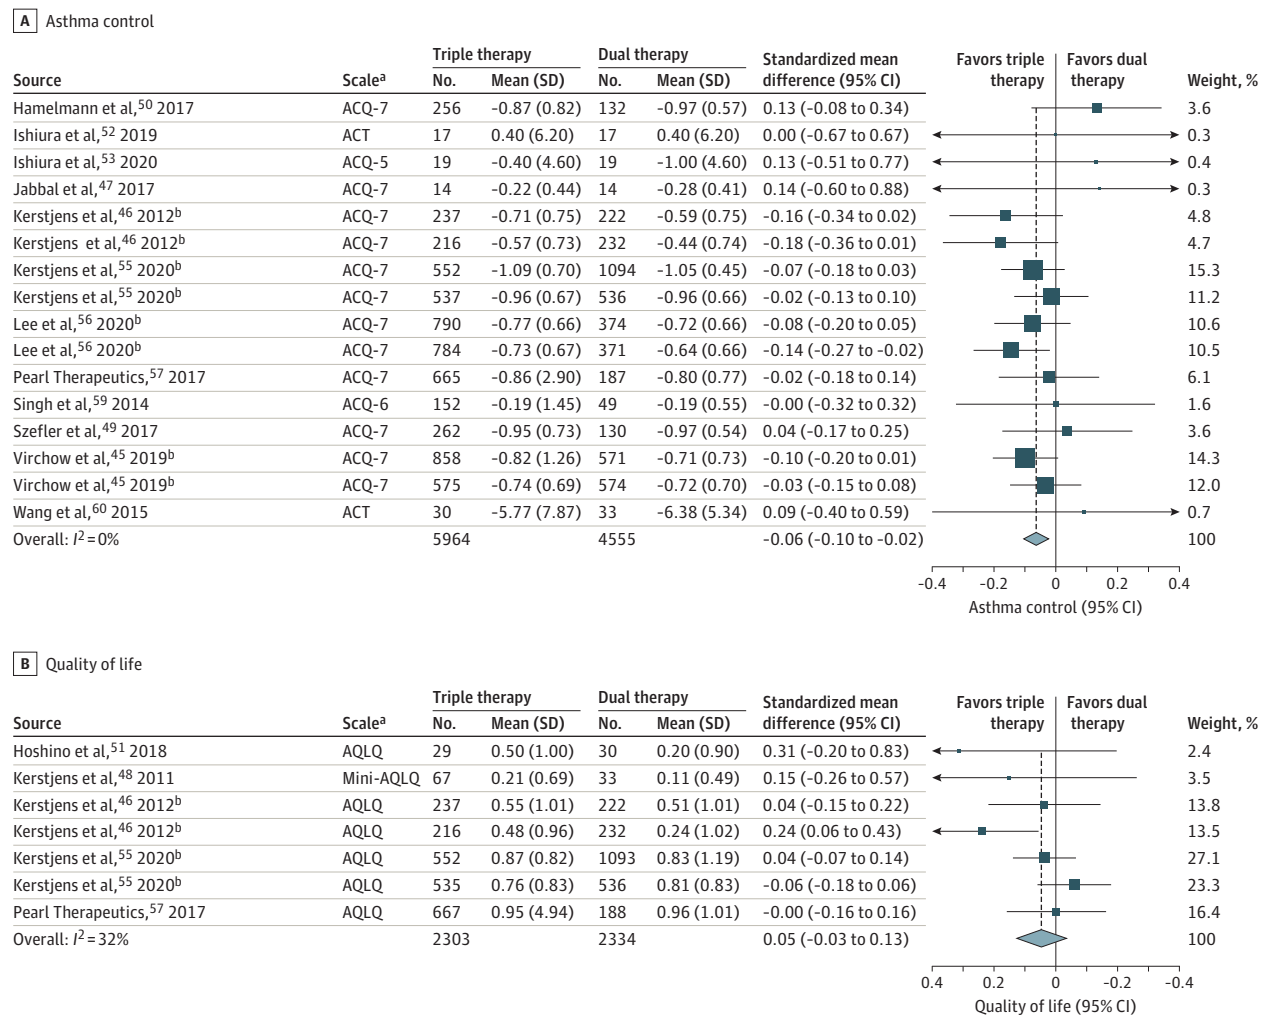 A Asthma control
Triple therapy Dual therapy Standardized mean difference (95% CI) Favors triple therapy Favors dual therapy
Source Scaleᵃ No. Mean (SD) No. Mean (SD) Weight, %
Hamelmann et al,⁵⁰ 2017 ACQ-7 256 -0.87 (0.82) 132 -0.97 (0.57) 0.13 (-0.08 to 0.34) 3.6
Ishiura et al,⁵² 2019 ACT 17 0.40 (6.20) 17 0.40 (6.20) 0.00 (-0.67 to 0.67) 0.3
Ishiura et al,⁵³ 2020 ACQ-5 19 -0.40 (4.60) 19 -1.00 (4.60) 0.13 (-0.51 to 0.77) 0.4
Jabbal et al,⁴⁷ 2017 ACQ-7 14 -0.22 (0.44) 14 -0.28 (0.41) 0.14 (-0.60 to 0.88) 0.3
Kerstjens et al,⁴⁶ 2012ᵇ ACQ-7 237 -0.71 (0.75) 222 -0.59 (0.75) -0.16 (-0.34 to 0.02) 4.8
Kerstjens et al,⁴⁶ 2012ᵇ ACQ-7 216 -0.57 (0.73) 232 -0.44 (0.74) -0.18 (-0.36 to 0.01) 4.7
Kerstjens et al,⁵⁵ 2020ᵇ ACQ-7 552 -1.09 (0.70) 1094 -1.05 (0.45) -0.07 (-0.18 to 0.03) 15.3
Kerstjens et al,⁵⁵ 2020ᵇ ACQ-7 537 -0.96 (0.67) 536 -0.96 (0.66) -0.02 (-0.13 to 0.10) 11.2
Lee et al,⁵⁶ 2020ᵇ ACQ-7 790 -0.77 (0.66) 374 -0.72 (0.66) -0.08 (-0.20 to 0.05) 10.6
Lee et al,⁵⁶ 2020ᵇ ACQ-7 784 -0.73 (0.67) 371 -0.64 (0.66) -0.14 (-0.27 to -0.02) 10.5
Pearl Therapeutics,⁵⁷ 2017 ACQ-7 665 -0.86 (2.90) 187 -0.80 (0.77) -0.02 (-0.18 to 0.14) 6.1
Singh et al,⁵⁹ 2014 ACQ-6 152 -0.19 (1.45) 49 -0.19 (0.55) -0.00 (-0.32 to 0.32) 1.6
Szefler et al,⁴⁹ 2017 ACQ-7 262 -0.95 (0.73) 130 -0.97 (0.54) 0.04 (-0.17 to 0.25) 3.6
Virchow et al,⁴⁵ 2019ᵇ ACQ-7 858 -0.82 (1.26) 571 -0.71 (0.73) -0.10 (-0.20 to 0.01) 14.3
Virchow et al,⁴⁵ 2019ᵇ ACQ-7 575 -0.74 (0.69) 574 -0.72 (0.70) -0.03 (-0.15 to 0.08) 12.0
Wang et al,⁶⁰ 2015 ACT 30 -5.77 (7.87) 33 -6.38 (5.34) 0.09 (-0.40 to 0.59) 0.7
Overall: I² = 0% 5964 4555 -0.06 (-0.10 to -0.02) 100
-0.4 -0.2 0 0.2 0.4
Asthma control (95% CI)
B Quality of life
Triple therapy Dual therapy Standardized mean difference (95% CI) Favors triple therapy Favors dual therapy
Source Scaleᵃ No. Mean (SD) No. Mean (SD) Weight, %
Hoshino et al,⁵¹ 2018 AQLQ 29 0.50 (1.00) 30 0.20 (0.90) 0.31 (-0.20 to 0.83) 2.4
Kerstjens et al,⁴⁸ 2011 Mini-AQLQ 67 0.21 (0.69) 33 0.11 (0.49) 0.15 (-0.26 to 0.57) 3.5
Kerstjens et al,⁴⁶ 2012ᵇ AQLQ 237 0.55 (1.01) 222 0.51 (1.01) 0.04 (-0.15 to 0.22) 13.8
Kerstjens et al,⁴⁶ 2012ᵇ AQLQ 216 0.48 (0.96) 232 0.24 (1.02) 0.24 (0.06 to 0.43) 13.5
Kerstjens et al,⁵⁵ 2020ᵇ AQLQ 552 0.87 (0.82) 1093 0.83 (1.19) 0.04 (-0.07 to 0.14) 27.1
Kerstjens et al,⁵⁵ 2020ᵇ AQLQ 535 0.76 (0.83) 536 0.81 (0.83) -0.06 (-0.18 to 0.06) 23.3
Pearl Therapeutics,⁵⁷ 2017 AQLQ 667 0.95 (4.94) 188 0.96 (1.01) -0.00 (-0.16 to 0.16) 16.4
Overall: I² = 32% 2303 2334 0.05 (-0.03 to 0.13) 100
0.4 0.2 0 -0.2 -0.4
Quality of life (95% CI)